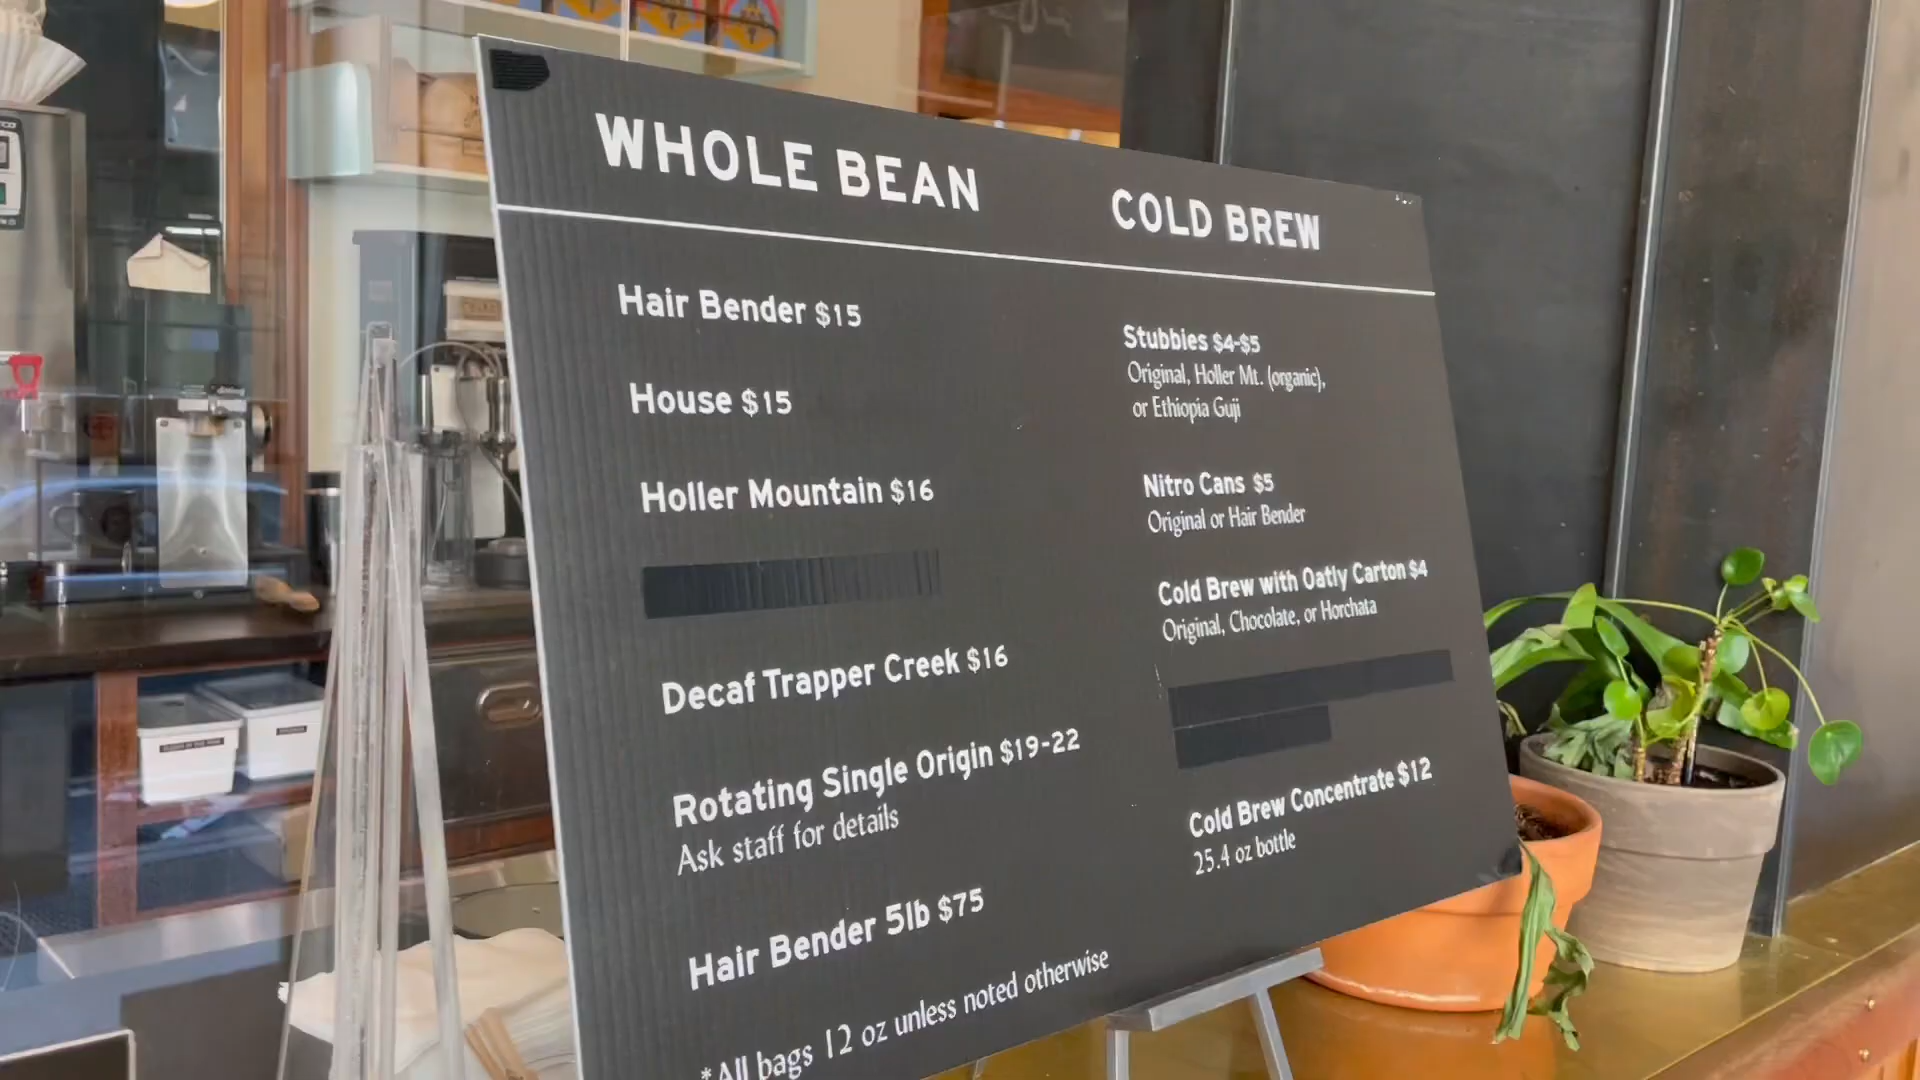 WHOLE BEAN
Hair Bender $15
House $15
Holler Mountain $16
Decaf Trapper Creek $16
Rotating Single Origin $19-22
Ask staff for details
Hair Bender 5lb $75
*All bags 12 oz unless noted otherwise
COLD BREW
Stubbies $4-$5
Original, Holler Mt. (organic),
or Ethiopia Guji
Nitro Cans $5
Original or Hair Bender
Cold Brew with Oatly Carton $4
Original, Chocolate, or Horchata
Cold Brew Concentrate $12
25.4 oz bottle